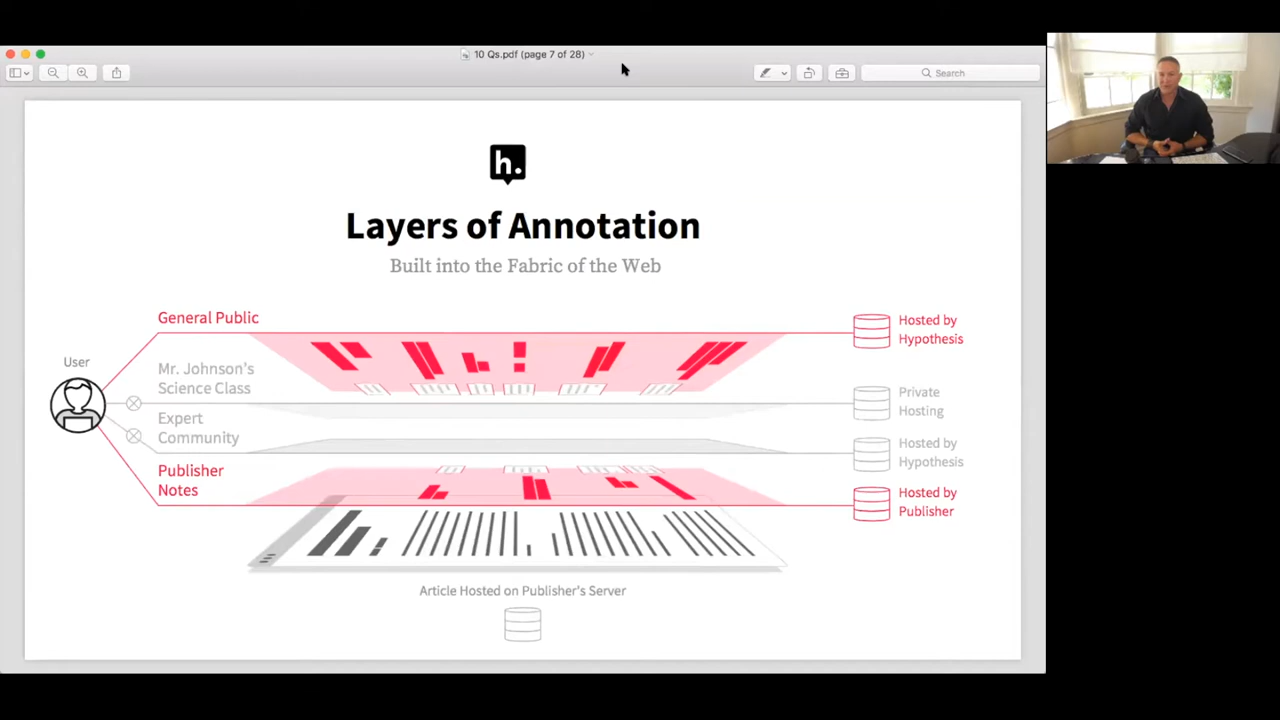 10 Qs.pdf (page 7 of 28)
Search
h.
Layers of Annotation
Built into the Fabric of the Web
General Public
Hosted by
Hypothesis
User
Mr. Johnson's
Science Class
Private
Hosting
Expert
Community
Hosted by
Hypothesis
Publisher
Notes
Hosted by
Publisher
Article Hosted on Publisher's Server